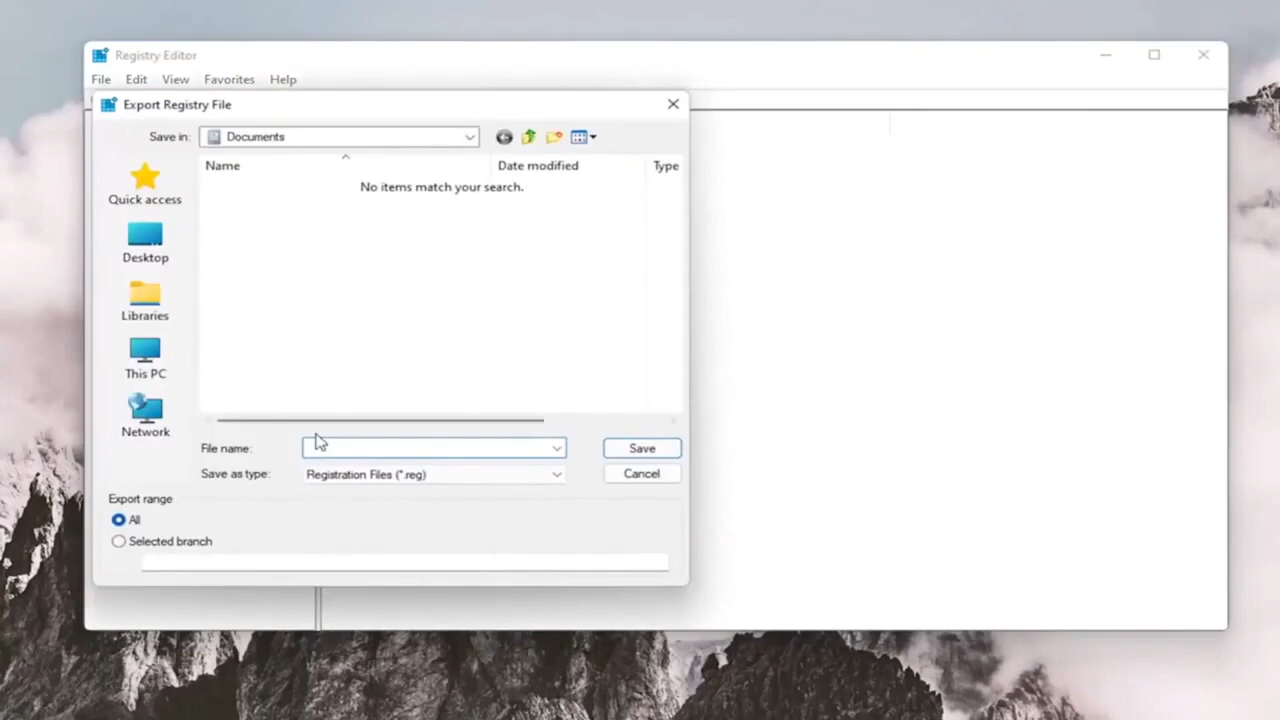 Registry Editor
File Edit View Favorites Help
Export Registry File
Save in: Documents
Name Date modified Type
No items match your search.
Quick access
Desktop
Libraries
This PC
Network
File name: Save
Save as type: Registration Files (*.reg) Cancel
Export range
All
Selected branch